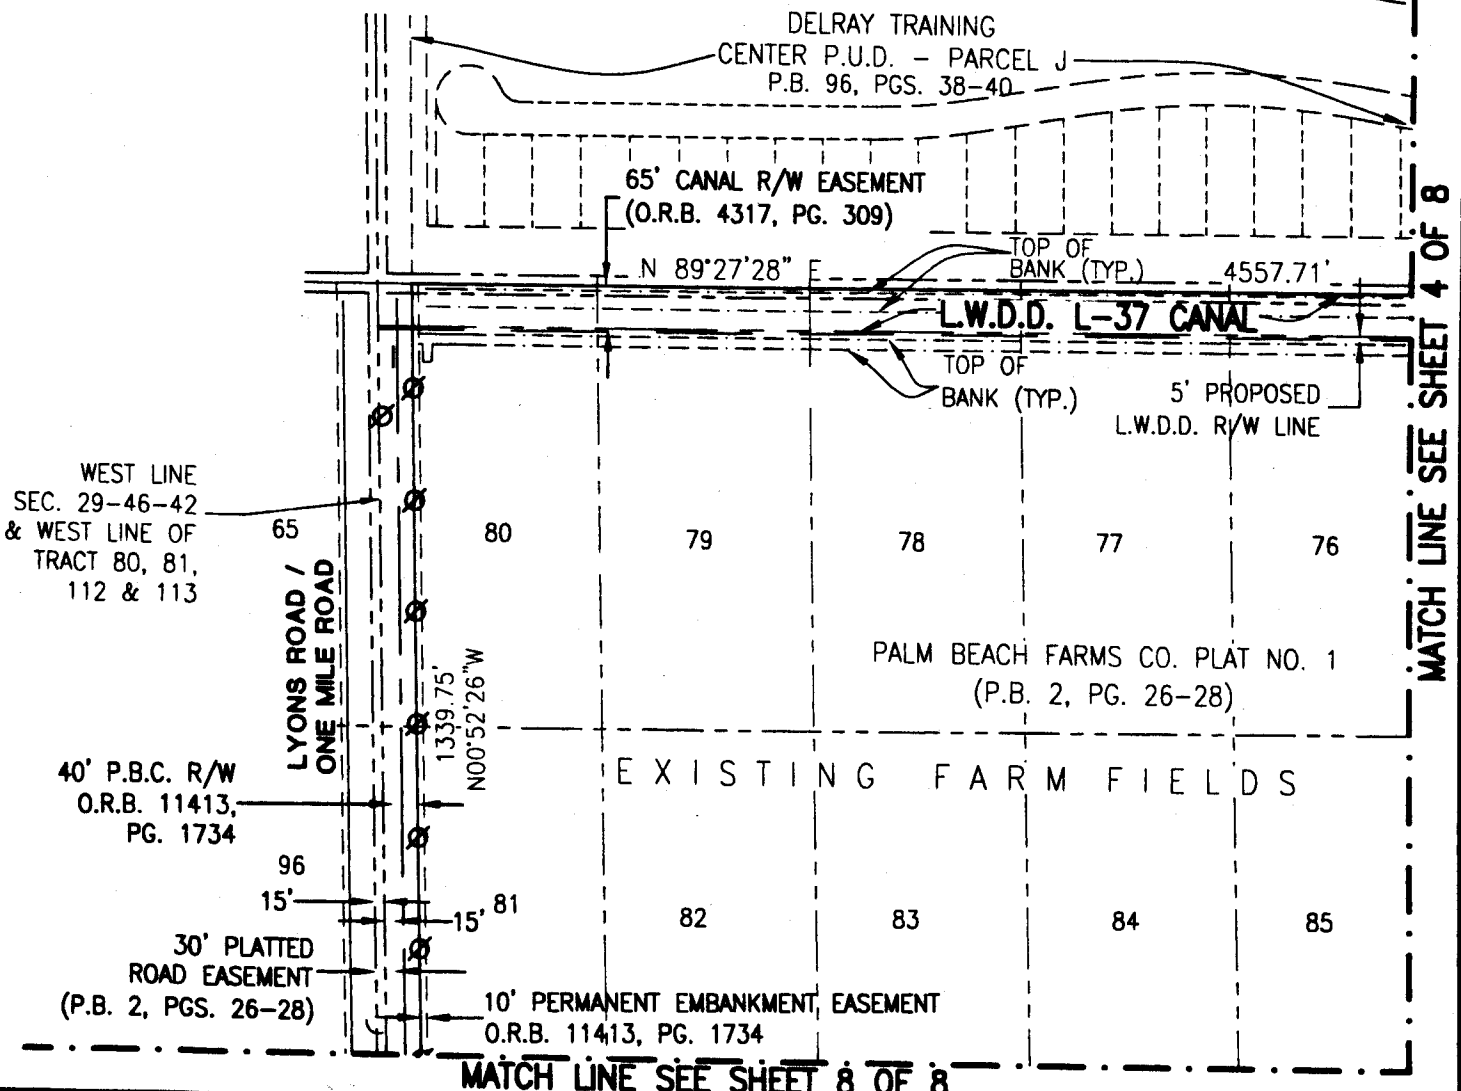 DELRAY TRAINING
CENTER P.U.D. – PARCEL J
P.B. 96, PGS. 38–40
65' CANAL R/W EASEMENT
(O.R.B. 4317, PG. 309)
N 89°27'28" E
TOP OF
BANK (TYP.)
4557.71'
L.W.D.D. L–37 CANAL
TOP OF
BANK (TYP.)
5' PROPOSED
L.W.D.D. R/W LINE
MATCH LINE SEE SHEET 4 OF 8
WEST LINE
SEC. 29–46–42
& WEST LINE OF
TRACT 80, 81,
112 & 113
65
80
79
78
77
76
LYONS ROAD /
ONE MILE ROAD
1339.75'
N00°52'26"W
PALM BEACH FARMS CO. PLAT NO. 1
(P.B. 2, PG. 26–28)
EXISTING FARM FIELDS
40' P.B.C. R/W
O.R.B. 11413,
PG. 1734
96
15'
15'
81
82
83
84
85
30' PLATTED
ROAD EASEMENT
(P.B. 2, PGS. 26–28)
10' PERMANENT EMBANKMENT EASEMENT
O.R.B. 11413, PG. 1734
MATCH LINE SEE SHEET 8 OF 8